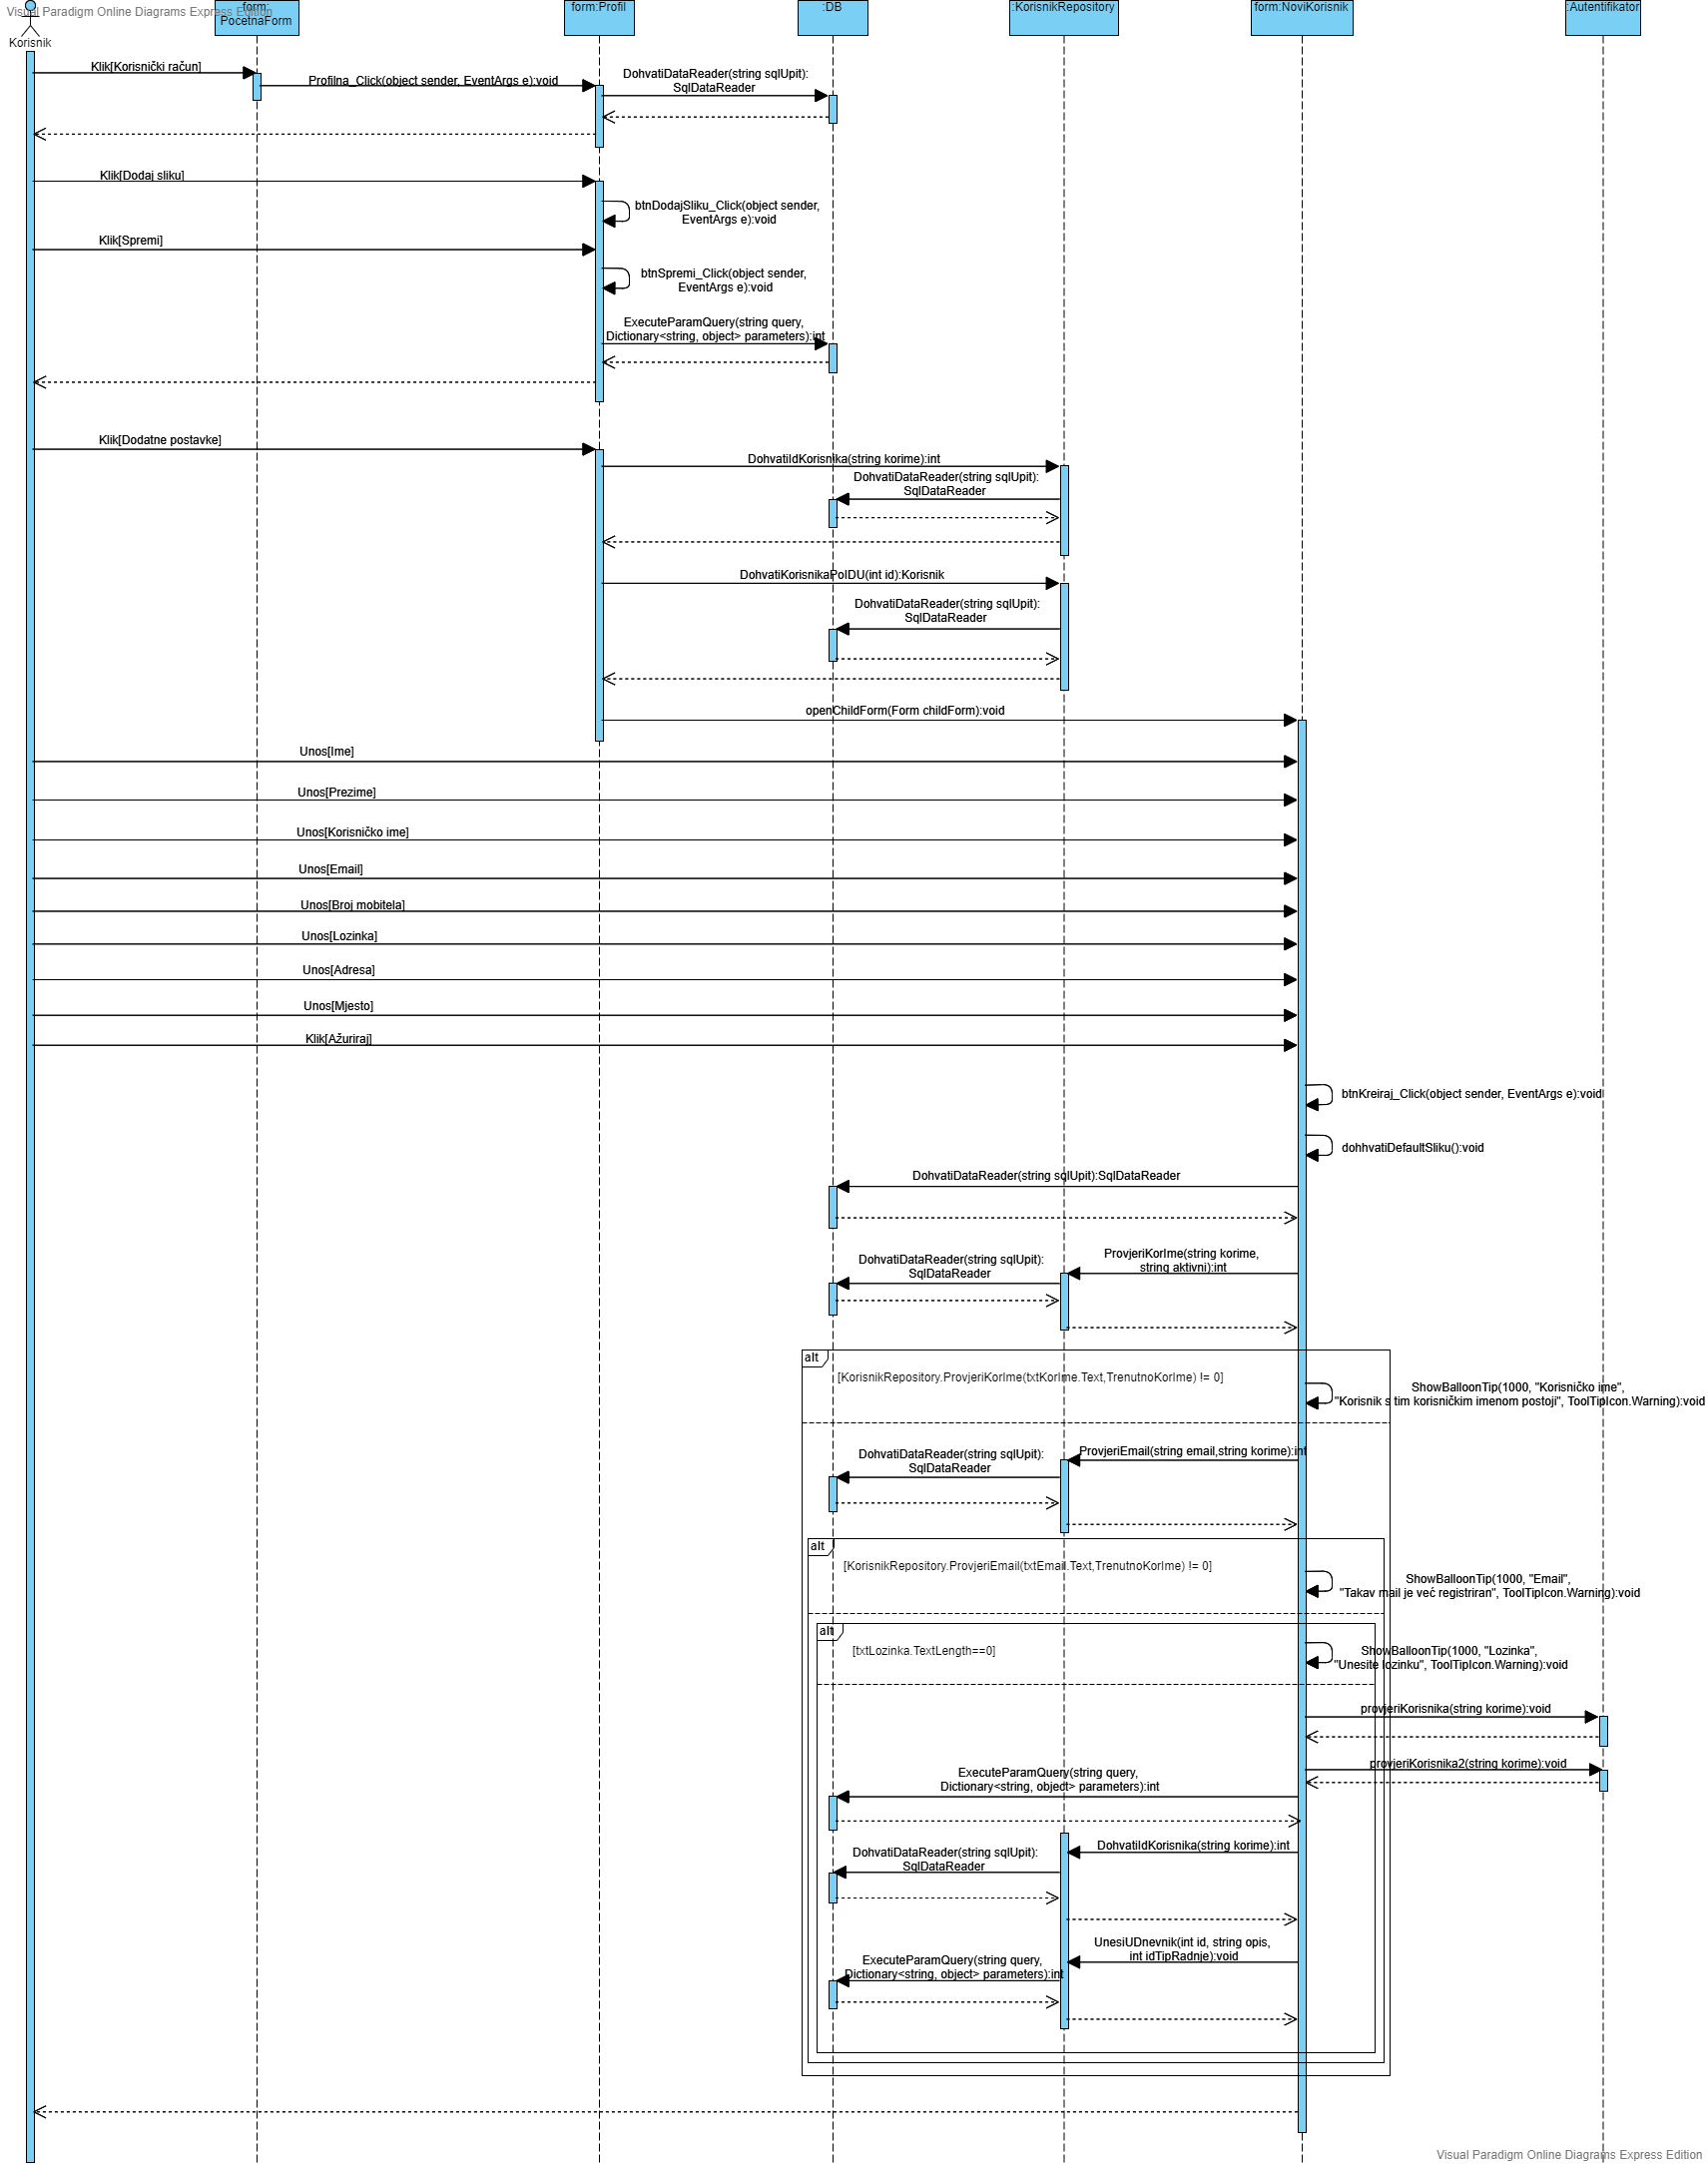 Visual Paradigm Online Diagrams Express Edition
Korisnik
form:
PocetnaForm
form:Profil
:DB
:KorisnikRepository
form:NoviKorisnik
:Autentifikator
Klik[Korisnički račun]
Profilna_Click(object sender, EventArgs e):void
DohvatiDataReader(string sqlUpit):
SqlDataReader
Klik[Dodaj sliku]
btnDodajSliku_Click(object sender,
EventArgs e):void
Klik[Spremi]
btnSpremi_Click(object sender,
EventArgs e):void
ExecuteParamQuery(string query,
Dictionary<string, object> parameters):int
Klik[Dodatne postavke]
DohvatiIdKorisnika(string korime):int
DohvatiDataReader(string sqlUpit):
SqlDataReader
DohvatiKorisnikaPoIDU(int id):Korisnik
DohvatiDataReader(string sqlUpit):
SqlDataReader
openChildForm(Form childForm):void
Unos[Ime]
Unos[Prezime]
Unos[Korisničko ime]
Unos[Email]
Unos[Broj mobitela]
Unos[Lozinka]
Unos[Adresa]
Unos[Mjesto]
Klik[Ažuriraj]
btnKreiraj_Click(object sender, EventArgs e):void
dohhvatiDefaultSliku():void
DohvatiDataReader(string sqlUpit):SqlDataReader
ProvjeriKorIme(string korime,
string aktivni):int
DohvatiDataReader(string sqlUpit):
SqlDataReader
alt
[KorisnikRepository.ProvjeriKorIme(txtKorIme.Text,TrenutnoKorIme) != 0]
ShowBalloonTip(1000, "Korisničko ime",
"Korisnik s tim korisničkim imenom postoji", ToolTipIcon.Warning):void
ProvjeriEmail(string email,string korime):int
DohvatiDataReader(string sqlUpit):
SqlDataReader
alt
[KorisnikRepository.ProvjeriEmail(txtEmail.Text,TrenutnoKorIme) != 0]
ShowBalloonTip(1000, "Email",
"Takav mail je već registriran", ToolTipIcon.Warning):void
alt
[txtLozinka.TextLength==0]
ShowBalloonTip(1000, "Lozinka",
"Unesite lozinku", ToolTipIcon.Warning):void
provjeriKorisnika(string korime):void
provjeriKorisnika2(string korime):void
ExecuteParamQuery(string query,
Dictionary<string, object> parameters):int
DohvatiIdKorisnika(string korime):int
DohvatiDataReader(string sqlUpit):
SqlDataReader
UnesiUDnevnik(int id, string opis,
int idTipRadnje):void
ExecuteParamQuery(string query,
Dictionary<string, object> parameters):int
Visual Paradigm Online Diagrams Express Edition